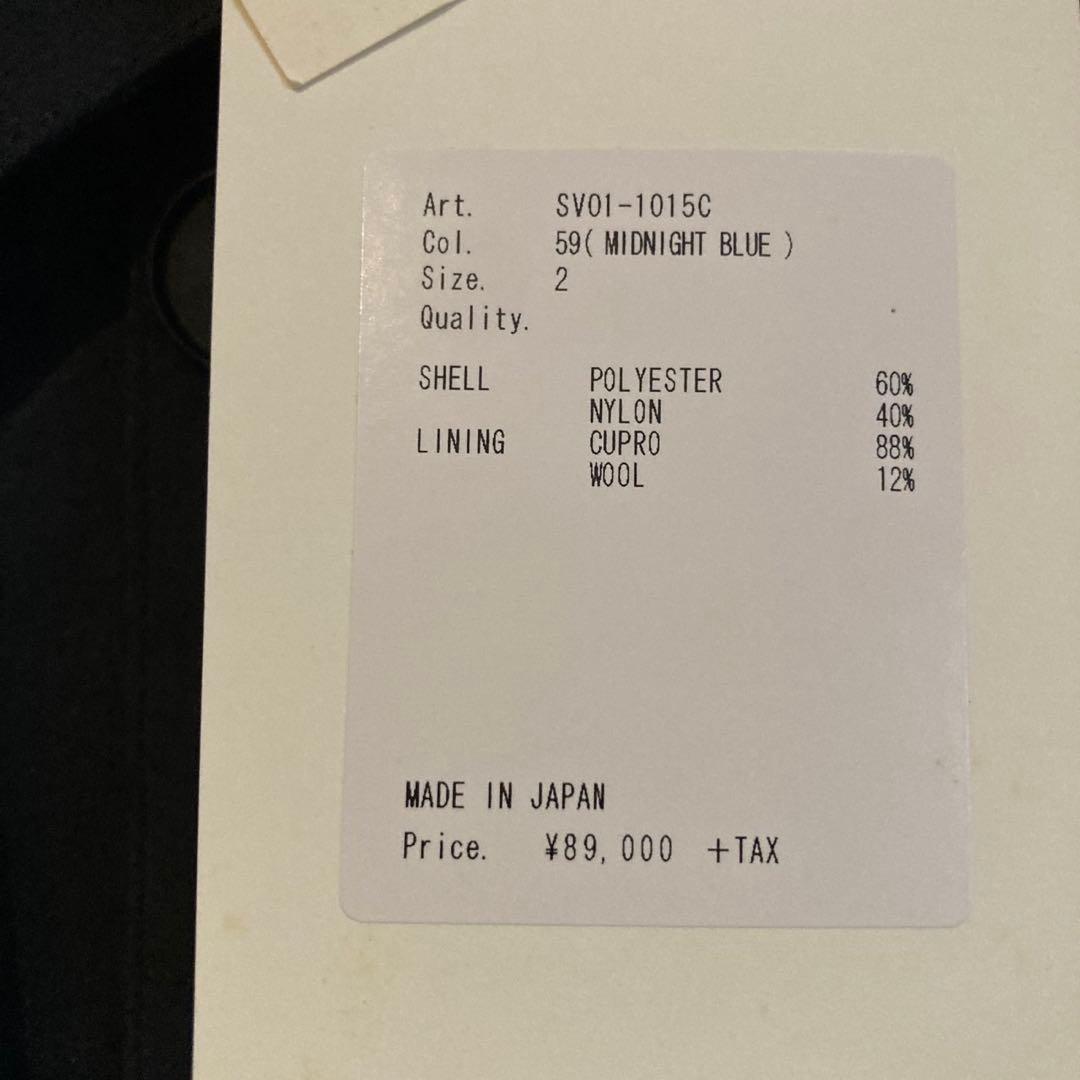 Art. SV01-1015C
Col. 59( MIDNIGHT BLUE )
Size. 2
Quality.
SHELL POLYESTER 60%
NYLON 40%
LINING CUPRO 88%
WOOL 12%
MADE IN JAPAN
Price. ¥89,000 +TAX